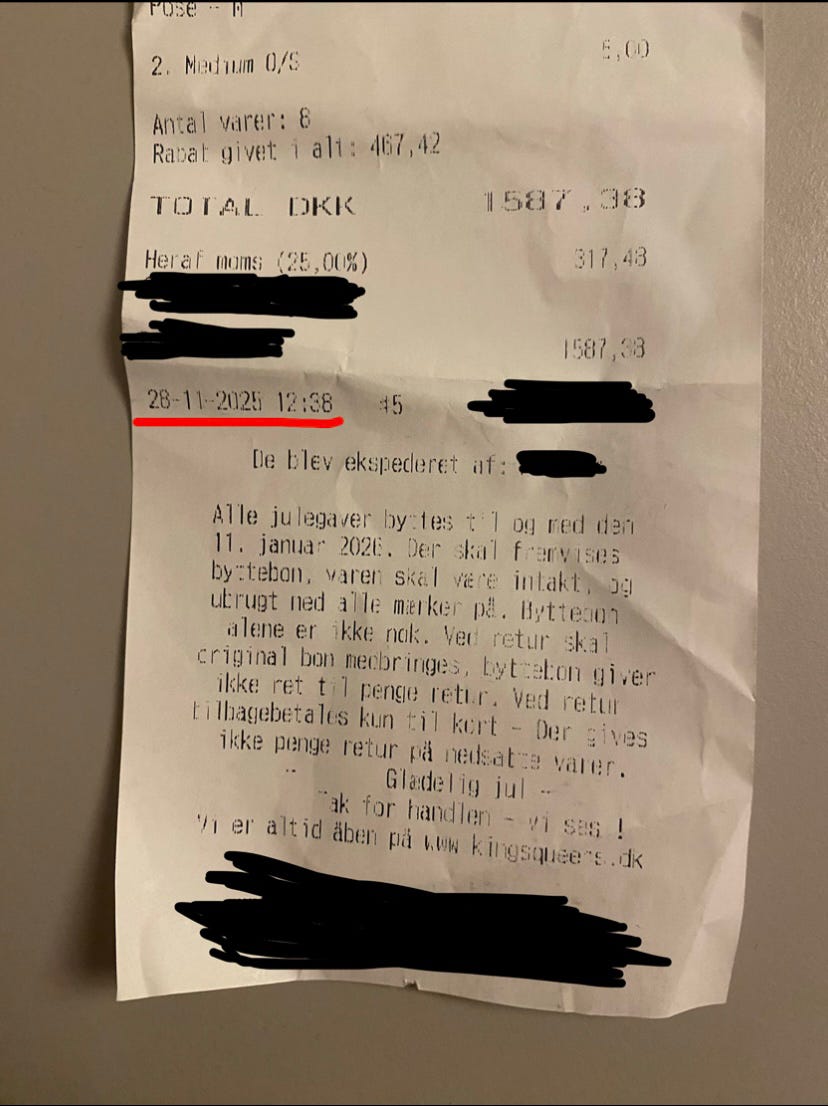 Pose - M
2. Medium O/S 5,00
Antal varer: 8
Rabat givet i alt: 467,42
TOTAL DKK 1587,38
Heraf moms (25,00%) 317,48
1587,38
28-11-2025 12:38 #5
De blev ekspederet af:
Alle julegaver byttes til og med den
11. januar 2026. Der skal fremvises
byttebon, varen skal være intakt, og
ubrugt med alle mærker på. Byttebon
alene er ikke nok. Ved retur skal
original bon medbringes, byttebon giver
ikke ret til penge retur. Ved retur
tilbagebetales kun til kort - Der gives
ikke penge retur på nedsatte varer.
- Glædelig jul -
Tak for handlen - vi ses !
Vi er altid åben på www.kingsqueens.dk